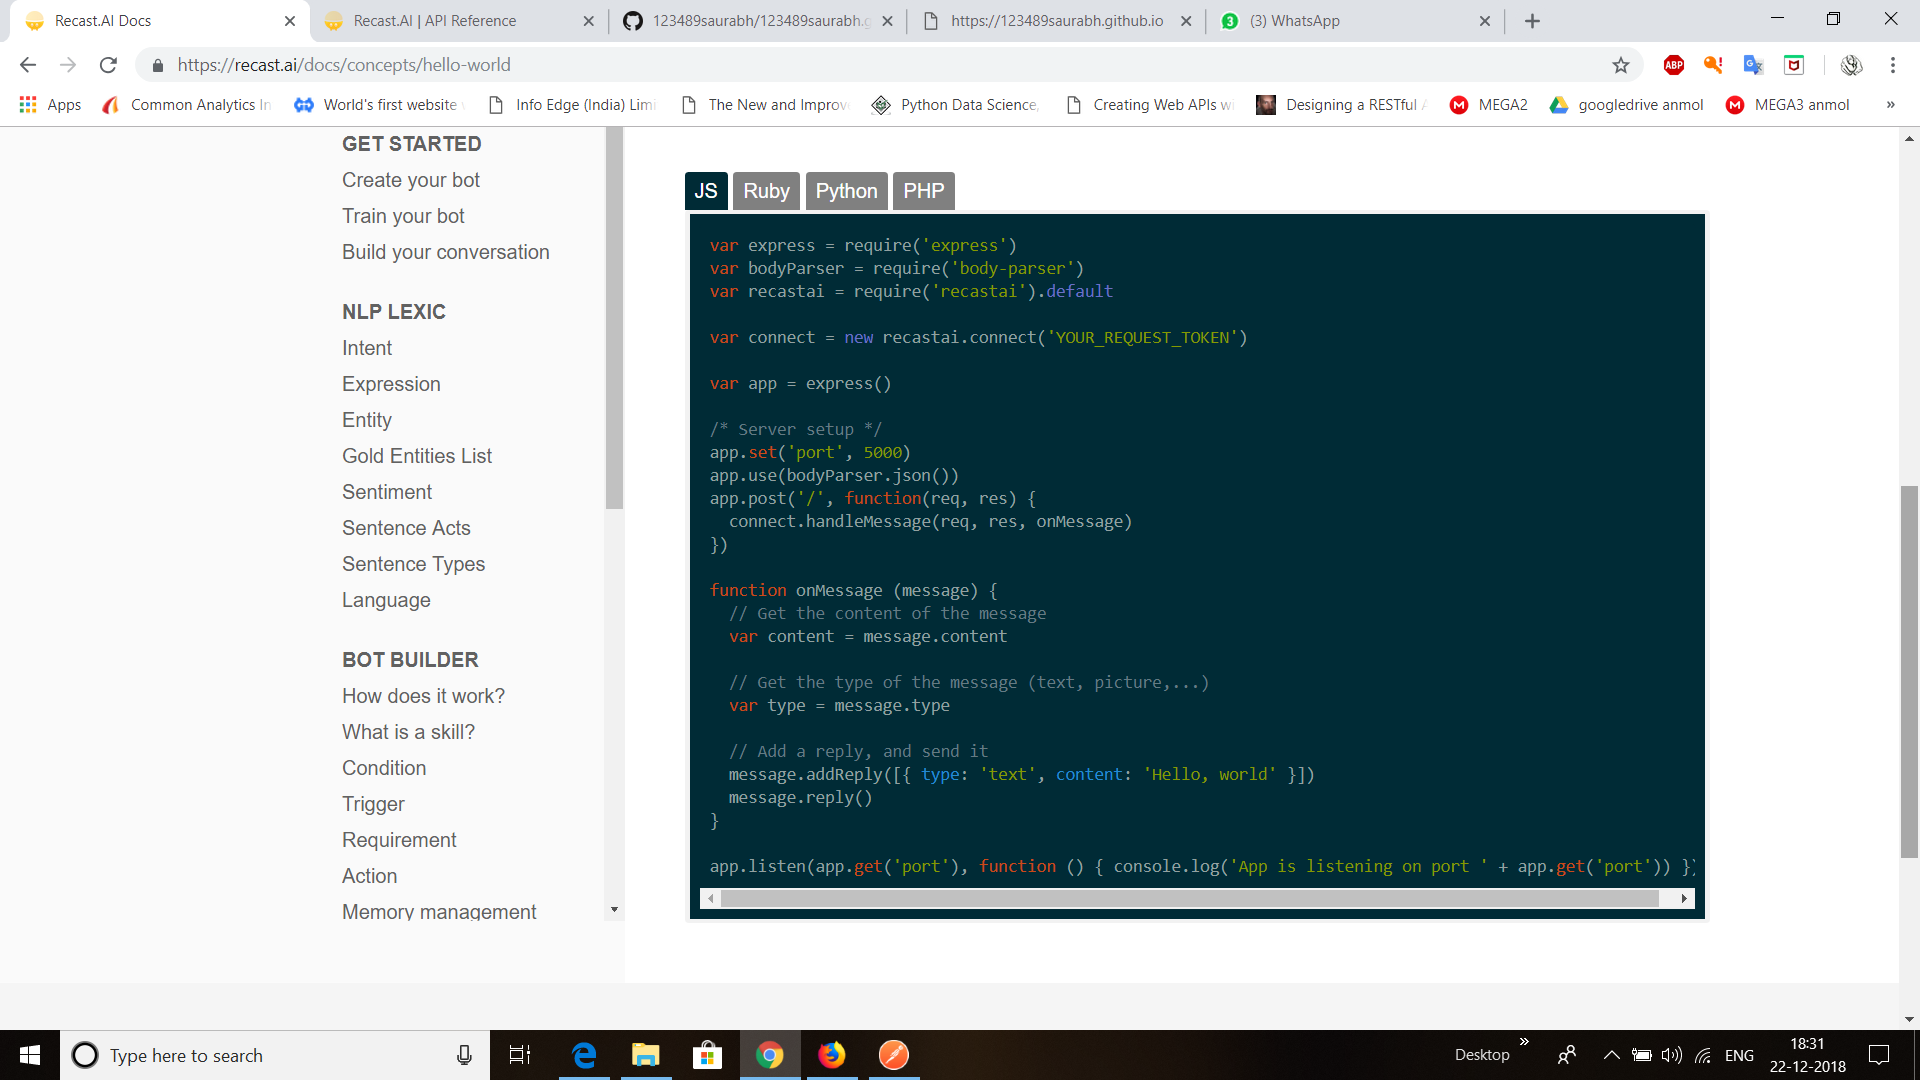 Recast.AI Docs
Recast.AI | API Reference
123489saurabh/123489saurabh.g
https://123489saurabh.github.io
3
(3) WhatsApp
https://recast.ai/docs/concepts/hello-world
ABP
Apps
Common Analytics In
World's first website
Info Edge (India) Limi
The New and Improv
Python Data Science,
Creating Web APIs wi
Designing a RESTful A
MEGA2
googledrive anmol
MEGA3 anmol
GET STARTED
Create your bot
Train your bot
Build your conversation
NLP LEXIC
Intent
Expression
Entity
Gold Entities List
Sentiment
Sentence Acts
Sentence Types
Language
BOT BUILDER
How does it work?
What is a skill?
Condition
Trigger
Requirement
Action
Memory management
JS
Ruby
Python
PHP
var express = require('express')
var bodyParser = require('body-parser')
var recastai = require('recastai').default
var connect = new recastai.connect('YOUR_REQUEST_TOKEN')
var app = express()
/* Server setup */
app.set('port', 5000)
app.use(bodyParser.json())
app.post('/', function(req, res) {
  connect.handleMessage(req, res, onMessage)
})
function onMessage (message) {
  // Get the content of the message
  var content = message.content
  // Get the type of the message (text, picture,...)
  var type = message.type
  // Add a reply, and send it
  message.addReply([{ type: 'text', content: 'Hello, world' }])
  message.reply()
}
app.listen(app.get('port'), function () { console.log('App is listening on port ' + app.get('port')) })
Type here to search
Desktop
ENG
18:31
22-12-2018